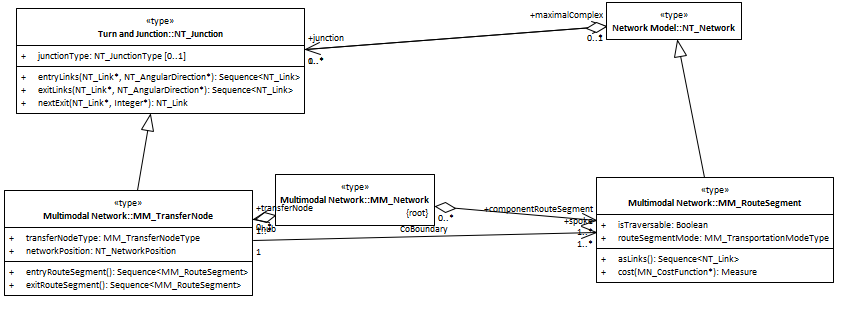 «type»
Turn and Junction::NT_Junction
+ junctionType: NT_JunctionType [0..1]
+ entryLinks(NT_Link*, NT_AngularDirection*): Sequence<NT_Link>
+ exitLinks(NT_Link*, NT_AngularDirection*): Sequence<NT_Link>
+ nextExit(NT_Link*, Integer*): NT_Link
+junction
+maximalComplex
0..1
«type»
Network Model::NT_Network
«type»
Multimodal Network::MM_TransferNode
+ transferNodeType: MM_TransferNodeType
+ networkPosition: NT_NetworkPosition
+ entryRouteSegment(): Sequence<MM_RouteSegment>
+ exitRouteSegment(): Sequence<MM_RouteSegment>
+transferNode
1
«type»
Multimodal Network::MM_Network
{root}
0..*
CoBoundary
+componentRouteSegment
+spoke
1..*
«type»
Multimodal Network::MM_RouteSegment
+ isTraversable: Boolean
+ routeSegmentMode: MM_TransportationModeType
+ asLinks(): Sequence<NT_Link>
+ cost(MN_CostFunction*): Measure